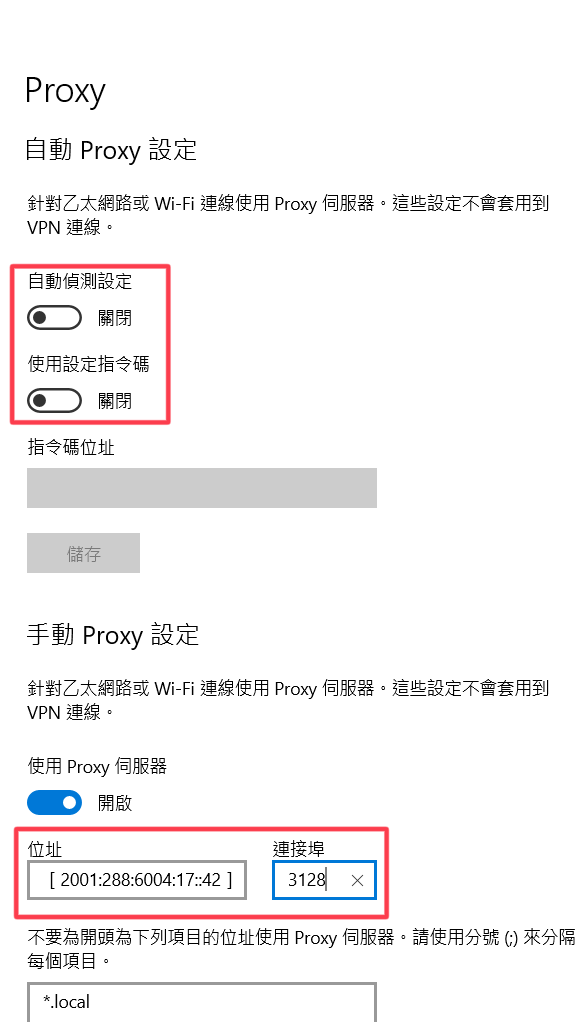 Proxy
自動 Proxy 設定
針對乙太網路或 Wi-Fi 連線使用 Proxy 伺服器。這些設定不會套用到
VPN 連線。
自動偵測設定
關閉
使用設定指令碼
關閉
指令碼位址
儲存
手動 Proxy 設定
針對乙太網路或 Wi-Fi 連線使用 Proxy 伺服器。這些設定不會套用到
VPN 連線。
使用 Proxy 伺服器
開啟
位址 連接埠
[ 2001:288:6004:17::42 ] 3128
不要為開頭為下列項目的位址使用 Proxy 伺服器。請使用分號 (;) 來分隔
每個項目。
*.local